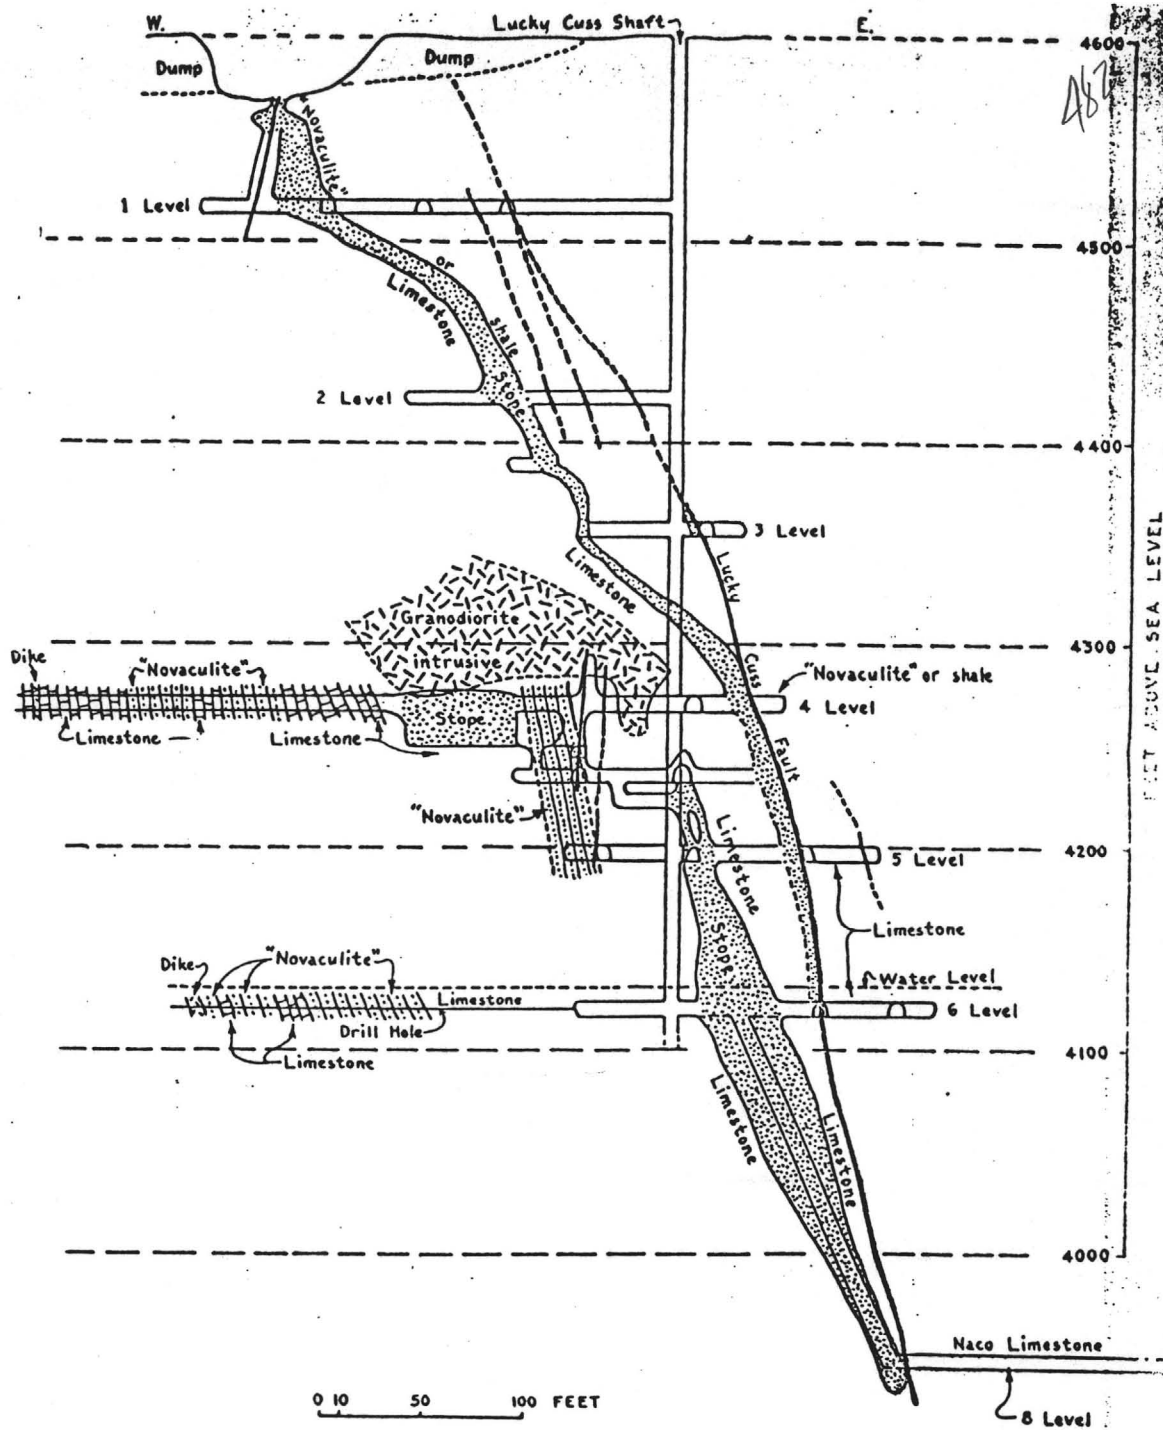 W.
Lucky Cuss Shaft
E.
4600
Dump
Dump
482
"Novaculite"
1 Level
4500
or
Limestone
shale
Stope
2 Level
4400
3 Level
Limestone
Lucky
Granodiorite
intrusive
4300
Dike
"Novaculite"
Cuss
"Novaculite" or shale
4 Level
Stope
Limestone
Limestone
Fault
FEET ABOVE SEA LEVEL
"Novaculite"
Limestone
4200
5 Level
Stope
Limestone
Dike
"Novaculite"
Water Level
Limestone
6 Level
Drill Hole
Limestone
4100
Limestone
Limestone
4000
Naco Limestone
0 10 50 100 FEET
8 Level